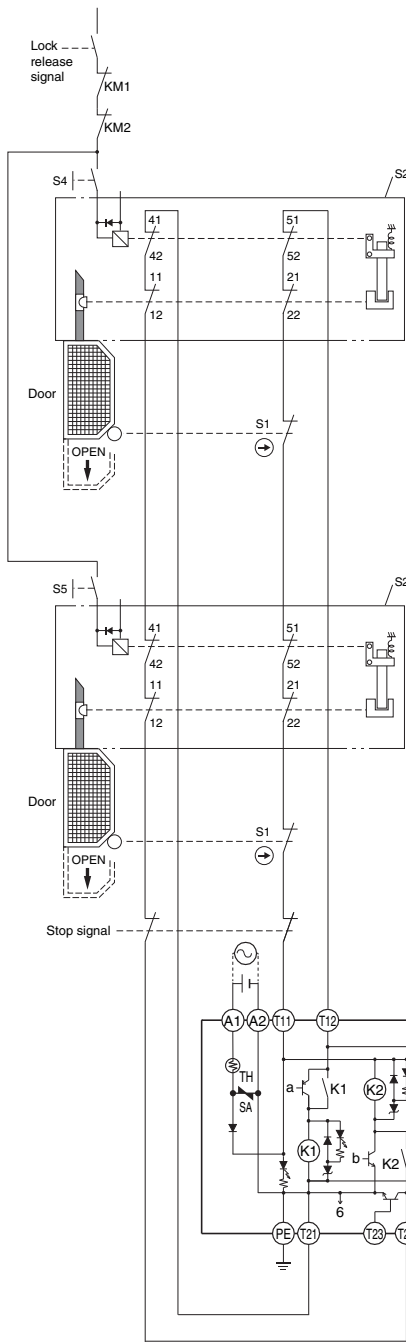 Lock
release
signal
KM1
KM2
S4
S2
41
51
42
52
11
21
12
22
Door
S1
OPEN
S5
S2
41
51
42
52
11
21
12
22
Door
S1
OPEN
Stop signal
A1 A2 T11 T12
TH
a K1 K2
SA
K1 b K2
6
PE T21 T23